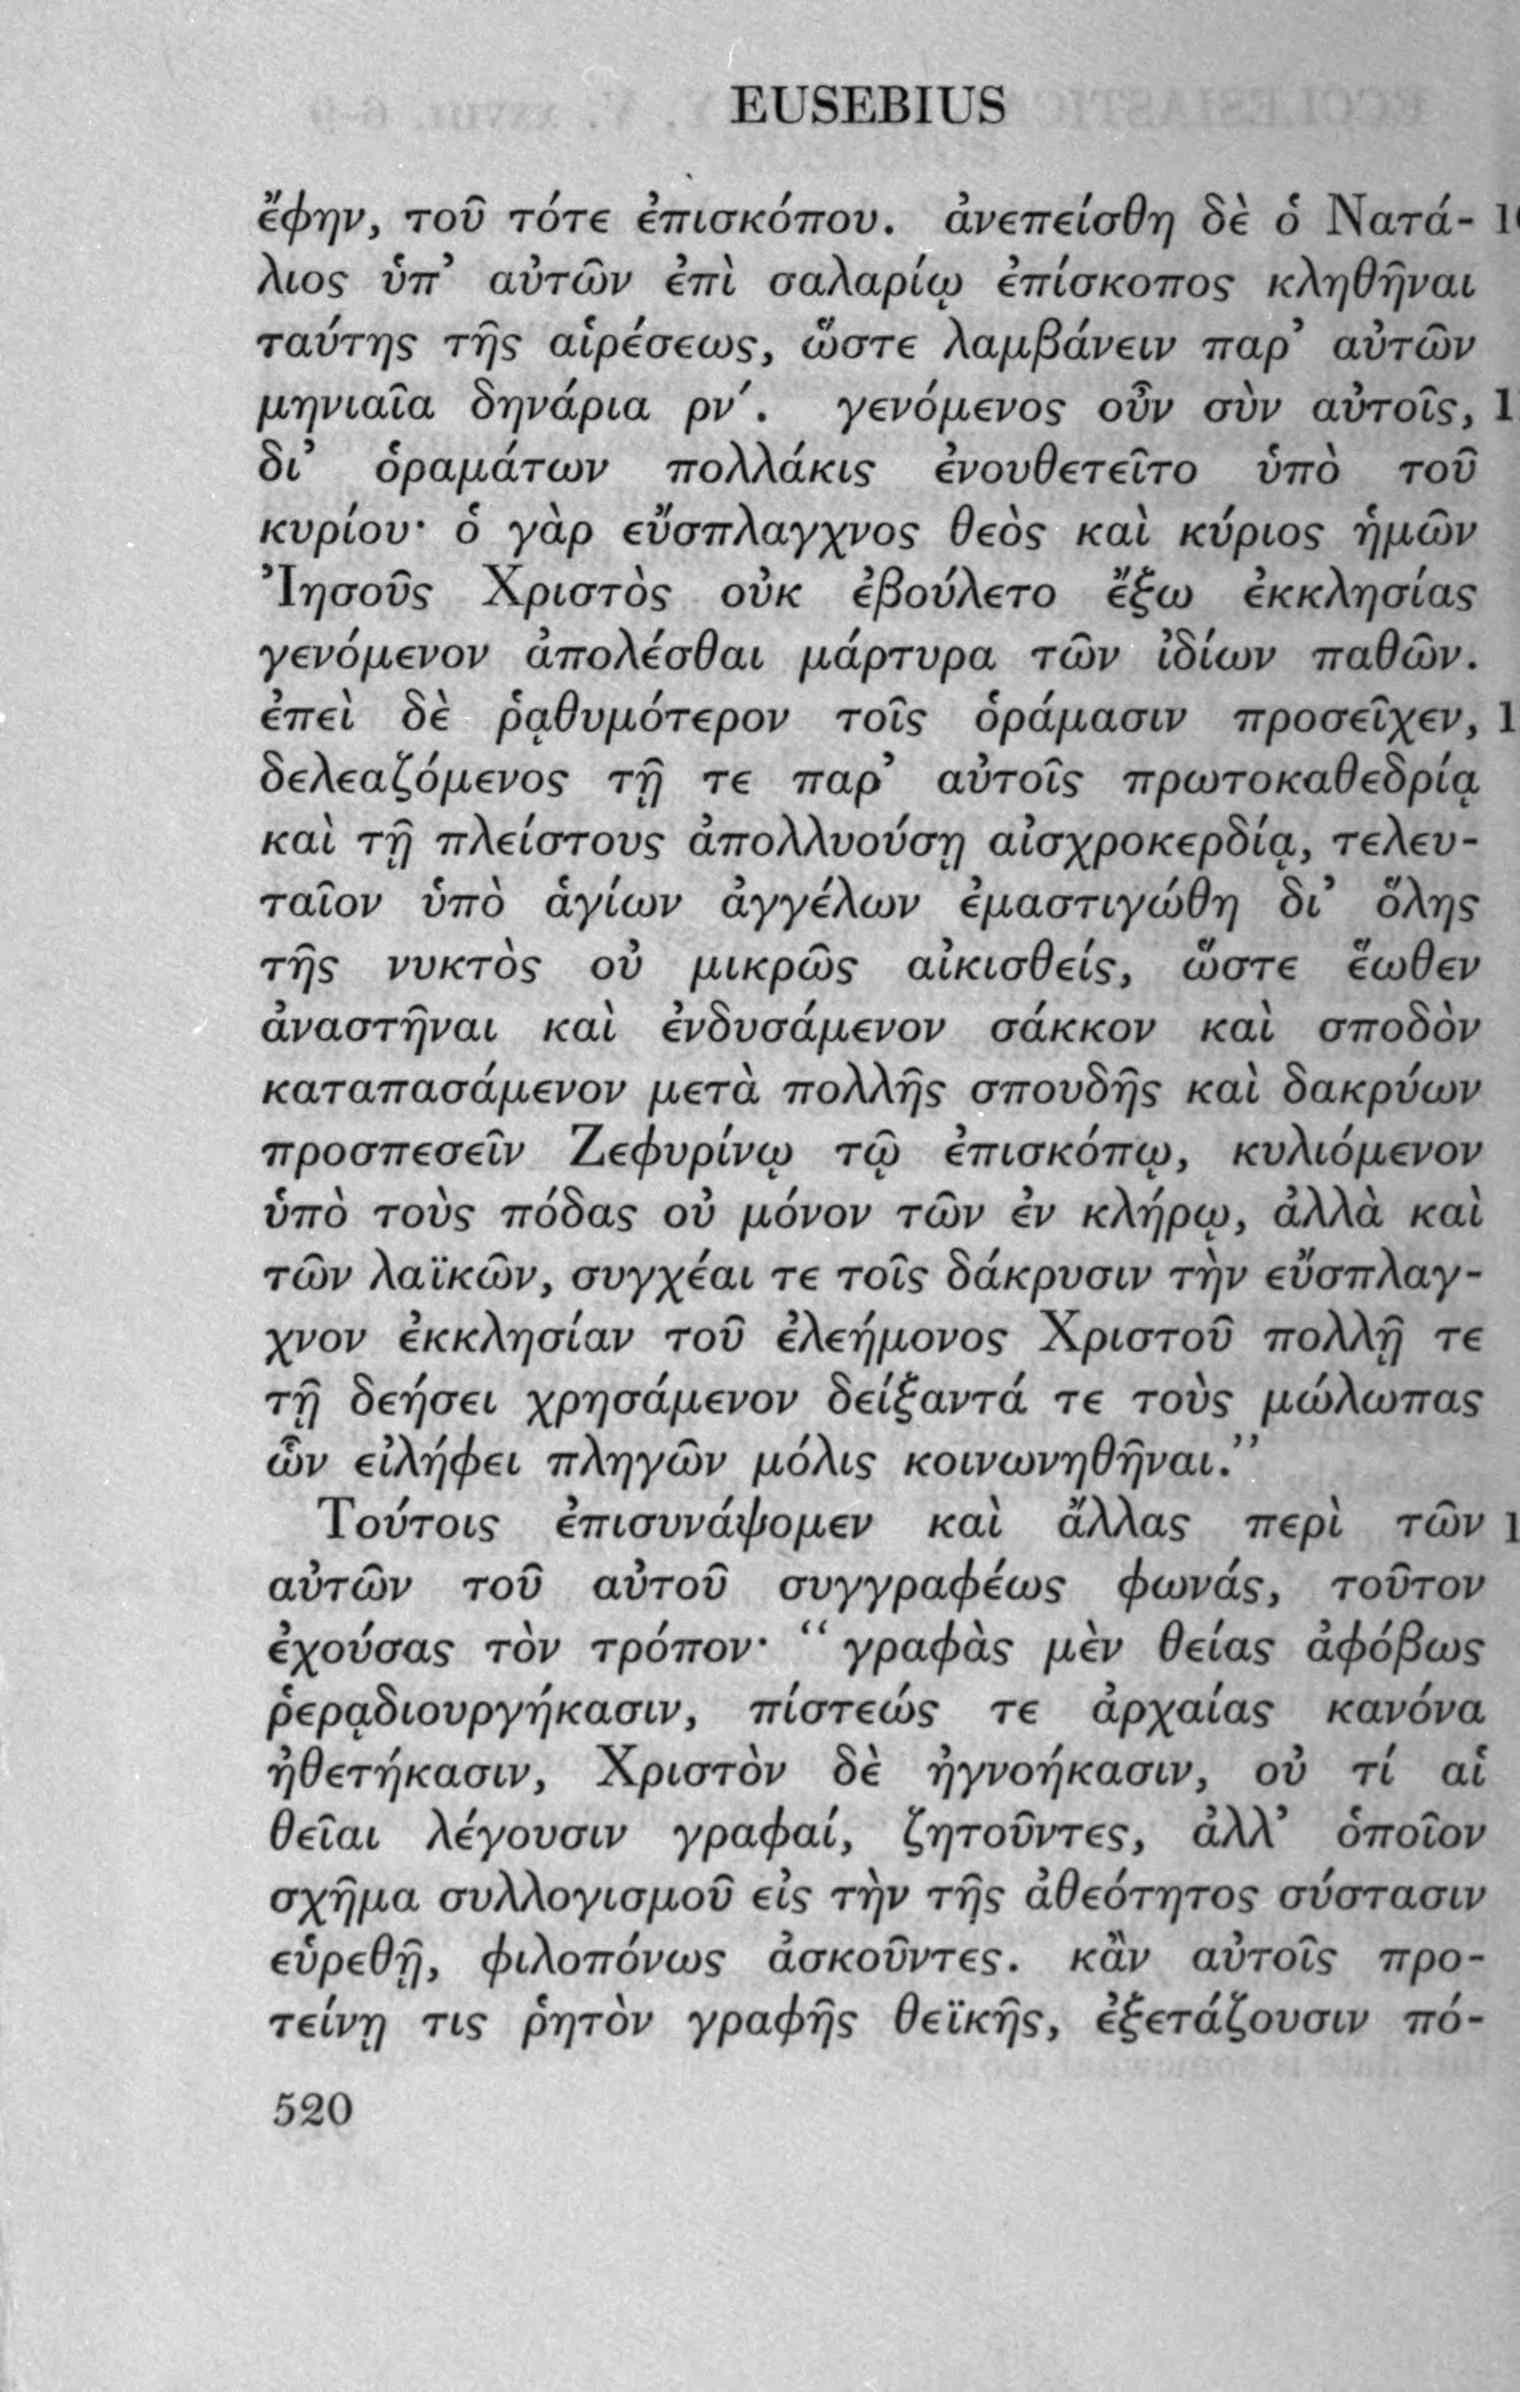 EUSEBIUS
ἔφην, τοῦ τότε ἐπισκόπου. ἀνεπείσθη δὲ ὁ Νατά-
λιος ὑπ’ αὐτῶν ἐπὶ σαλαρίῳ ἐπίσκοπος κληθῆναι
ταύτης τῆς αἱρέσεως, ὥστε λαμβάνειν παρ’ αὐτῶν
μηνιαῖα δηνάρια ρν′. γενόμενος οὖν σὺν αὐτοῖς,
δι’ ὁραμάτων πολλάκις ἐνουθετεῖτο ὑπὸ τοῦ
κυρίου· ὁ γὰρ εὔσπλαγχνος θεὸς καὶ κύριος ἡμῶν
Ἰησοῦς Χριστὸς οὐκ ἐβούλετο ἔξω ἐκκλησίας
γενόμενον ἀπολέσθαι μάρτυρα τῶν ἰδίων παθῶν.
ἐπεὶ δὲ ῥᾳθυμότερον τοῖς ὁράμασιν προσεῖχεν,
δελεαζόμενος τῇ τε παρ’ αὐτοῖς πρωτοκαθεδρίᾳ
καὶ τῇ πλείστους ἀπολλυούσῃ αἰσχροκερδίᾳ, τελευ-
ταῖον ὑπὸ ἁγίων ἀγγέλων ἐμαστιγώθη δι’ ὅλης
τῆς νυκτὸς οὐ μικρῶς αἰκισθείς, ὥστε ἕωθεν
ἀναστῆναι καὶ ἐνδυσάμενον σάκκον καὶ σποδὸν
καταπασάμενον μετὰ πολλῆς σπουδῆς καὶ δακρύων
προσπεσεῖν Ζεφυρίνῳ τῷ ἐπισκόπῳ, κυλιόμενον
ὑπὸ τοὺς πόδας οὐ μόνον τῶν ἐν κλήρῳ, ἀλλὰ καὶ
τῶν λαϊκῶν, συγχέαι τε τοῖς δάκρυσιν τὴν εὔσπλαγ-
χνον ἐκκλησίαν τοῦ ἐλεήμονος Χριστοῦ πολλῇ τε
τῇ δεήσει χρησάμενον δείξαντά τε τοὺς μώλωπας
ὧν εἰλήφει πληγῶν μόλις κοινωνηθῆναι.”
Τούτοις ἐπισυνάψομεν καὶ ἄλλας περὶ τῶν
αὐτῶν τοῦ αὐτοῦ συγγραφέως φωνάς, τοῦτον
ἐχούσας τὸν τρόπον· “ γραφὰς μὲν θείας ἀφόβως
ῥερᾳδιουργήκασιν, πίστεώς τε ἀρχαίας κανόνα
ἠθετήκασιν, Χριστὸν δὲ ἠγνοήκασιν, οὐ τί αἱ
θεῖαι λέγουσιν γραφαί, ζητοῦντες, ἀλλ’ ὁποῖον
σχῆμα συλλογισμοῦ εἰς τὴν τῆς ἀθεότητος σύστασιν
εὑρεθῇ, φιλοπόνως ἀσκοῦντες. κἂν αὐτοῖς προ-
τείνῃ τις ῥητὸν γραφῆς θεϊκῆς, ἐξετάζουσιν πό-
520